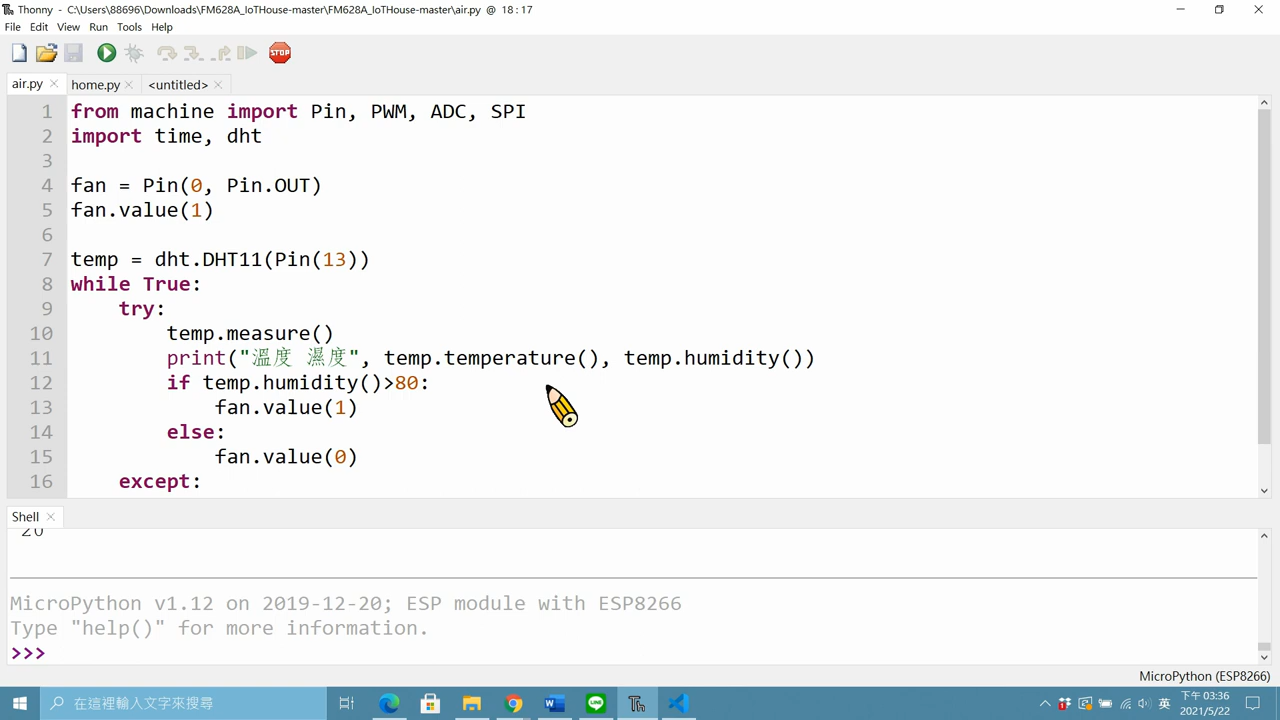 Thonny - C:\Users\88696\Downloads\FM628A_IoTHouse-master\FM628A_IoTHouse-master\air.py @ 18 : 17
File Edit View Run Tools Help
STOP
air.py home.py <untitled>
1 from machine import Pin, PWM, ADC, SPI
2 import time, dht
3
4 fan = Pin(0, Pin.OUT)
5 fan.value(1)
6
7 temp = dht.DHT11(Pin(13))
8 while True:
9 try:
10 temp.measure()
11 print("溫度 濕度", temp.temperature(), temp.humidity())
12 if temp.humidity()>80:
13 fan.value(1)
14 else:
15 fan.value(0)
16 except:
Shell
20
MicroPython v1.12 on 2019-12-20; ESP module with ESP8266
Type "help()" for more information.
>>>
MicroPython (ESP8266)
在這裡輸入文字來搜尋
英
下午 03:36
2021/5/22